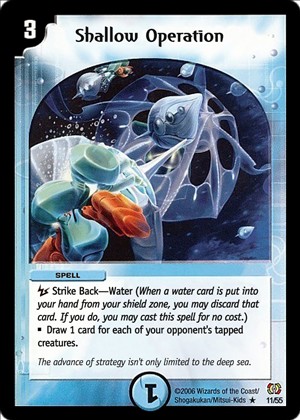 3
Shallow Operation
SPELL
Strike Back—Water (When a water card is put into
your hand from your shield zone, you may discard that
card. If you do, you may cast this spell for no cost.)
▪ Draw 1 card for each of your opponent's tapped
creatures.
The advance of strategy isn't only limited to the deep sea.
1
©2006 Wizards of the Coast/
Shogakukan/Mitsui-Kids ★ 11/55